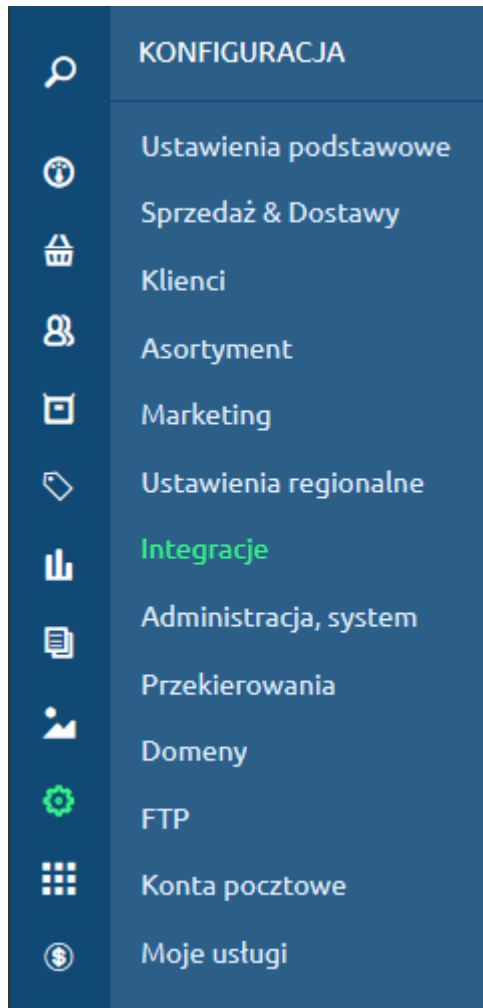 KONFIGURACJA
Ustawienia podstawowe
Sprzedaż & Dostawy
Klienci
Asortyment
Marketing
Ustawienia regionalne
Integracje
Administracja, system
Przekierowania
Domeny
FTP
Konta pocztowe
Moje usługi